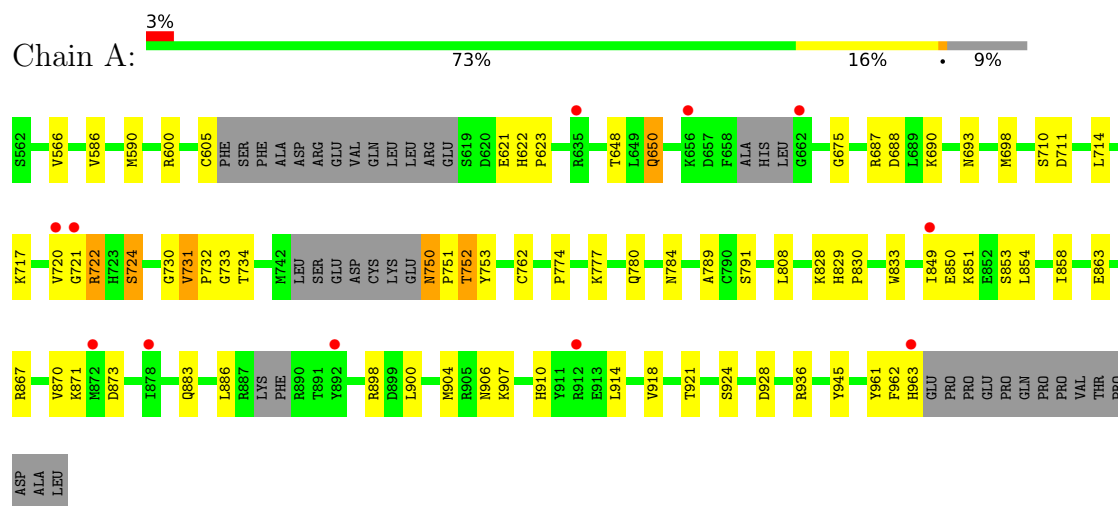 3%
Chain A:
73% 16% • 9%
S562 V566 V586 M590 R600 C605 PHE SER PHE ALA ASP ARG GLU VAL GLN LEU LEU ARG GLU S619 D620 E621 H622 P623 R635 T648 L649 Q650 K656 D657 F658 ALA HIS LEU G662 G675 R687 D688 L689 K690 N693 M698 S710 D711 L714
K717 V720 G721 R722 H723 S724 G730 V731 P732 G733 T734 M742 LEU SER GLU ASP CYS LYS GLU N750 P751 T752 Y753 C762 P774 K777 Q780 N784 A789 C790 S791 L808 K828 H829 P830 W833 I849 E850 K851 E852 S853 L854 I858 E863
R867 V870 K871 M872 D873 I878 Q883 L886 R887 LYS PHE R890 T891 Y892 R898 D899 L900 M904 R905 N906 K907 H910 Y911 R912 E913 L914 V918 T921 S924 D928 R936 Y945 Y961 F962 H963 GLU PRO PRO GLU PRO GLN PRO PRO VAL THR PRO
ASP ALA LEU